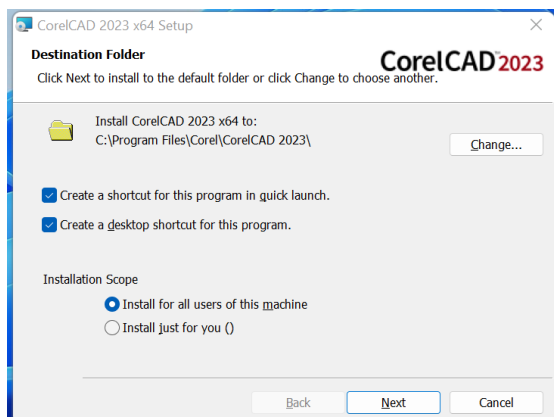 CorelCAD 2023 x64 Setup
Destination Folder
CorelCAD™2023
Click Next to install to the default folder or click Change to choose another.
Install CorelCAD 2023 x64 to:
C:\Program Files\Corel\CorelCAD 2023\
Change...
Create a shortcut for this program in quick launch.
Create a desktop shortcut for this program.
Installation Scope
Install for all users of this machine
Install just for you ()
Back Next Cancel